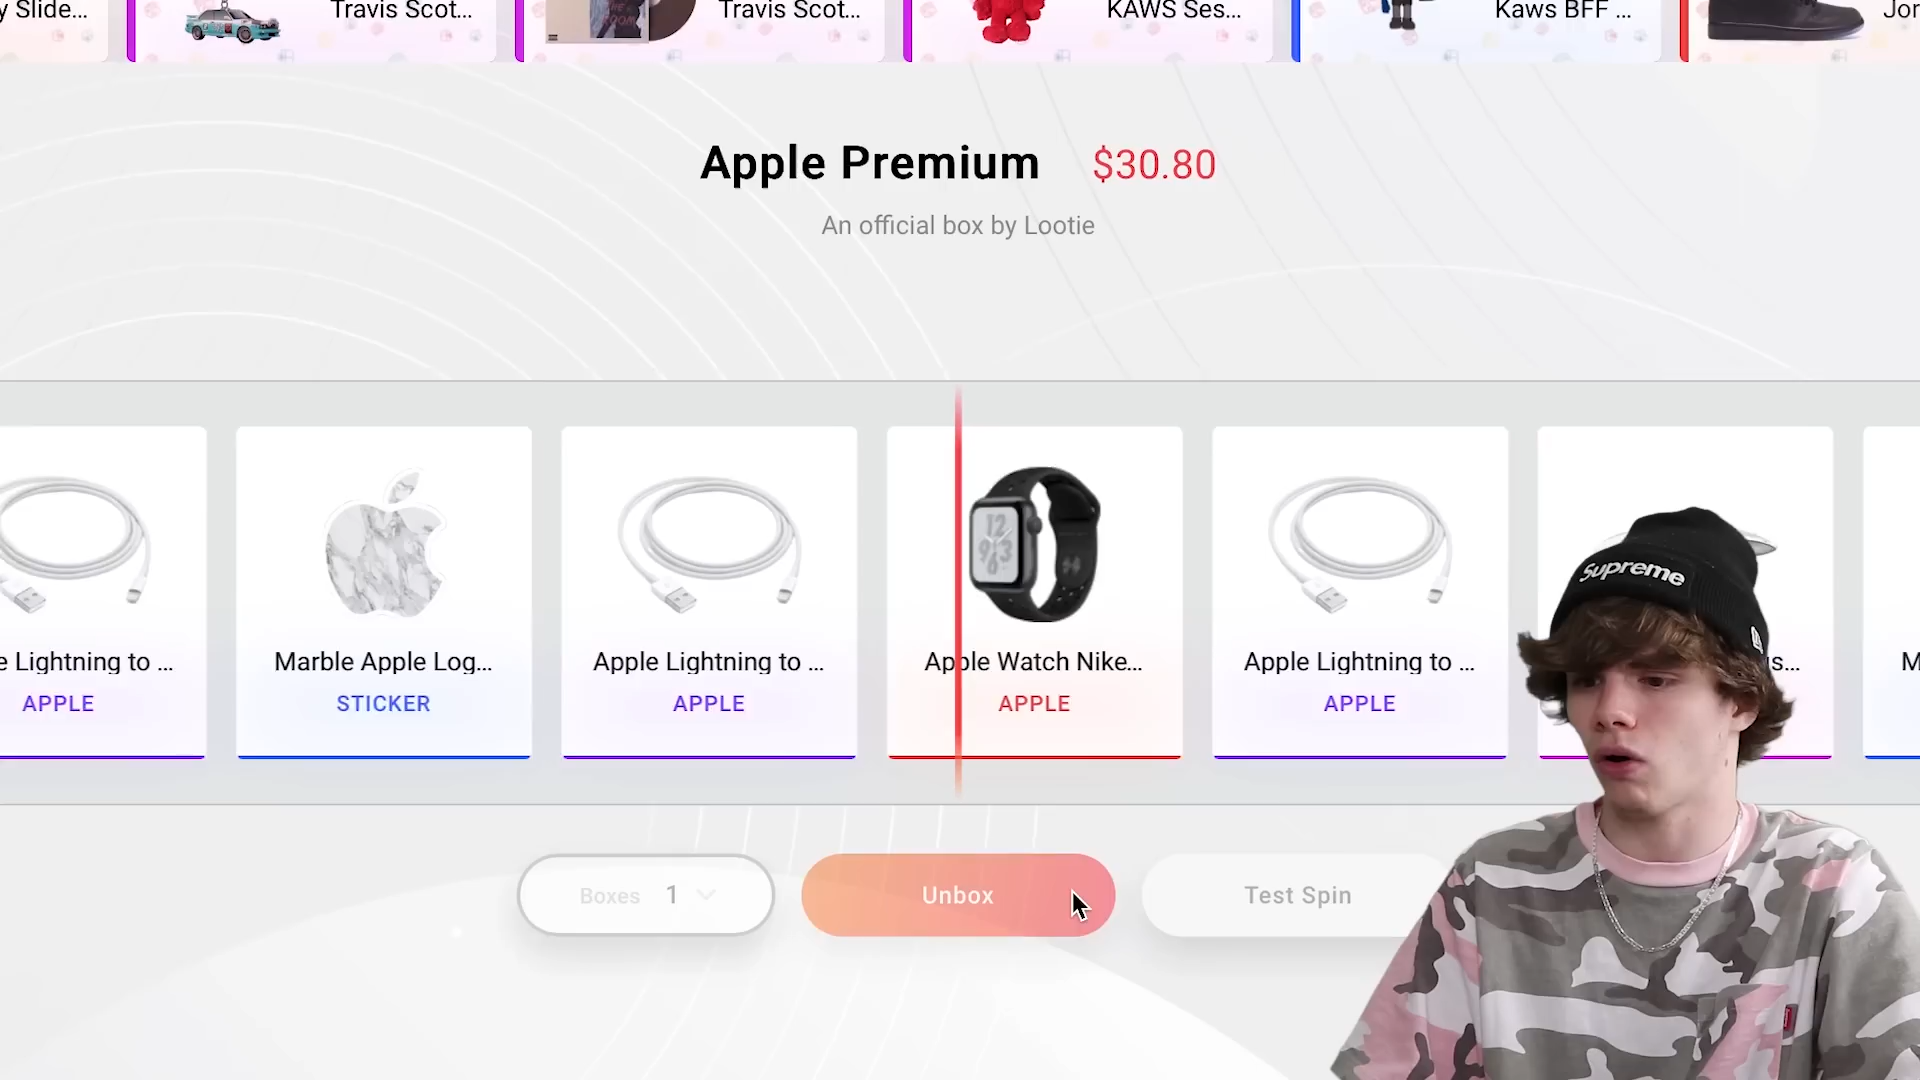 y Slide...
Travis Scot...
Travis Scot...
KAWS Ses...
Kaws BFF ...
Jor
Apple Premium $30.80
An official box by Lootie
e Lightning to ...
APPLE
Marble Apple Log...
STICKER
Apple Lightning to ...
APPLE
Apple Watch Nike...
APPLE
Apple Lightning to ...
APPLE
s...
M
Supreme
Boxes 1
Unbox
Test Spin